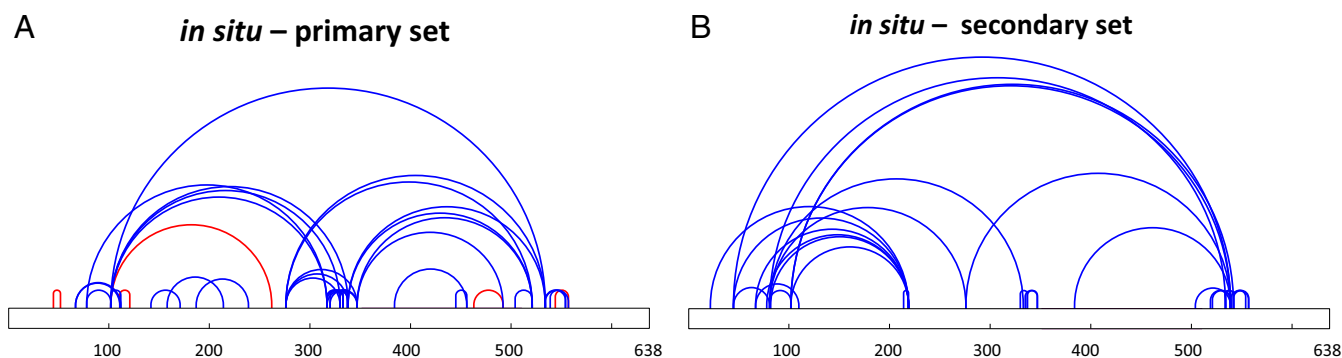 A
in situ – primary set
100 200 300 400 500 638
B
in situ – secondary set
100 200 300 400 500 638